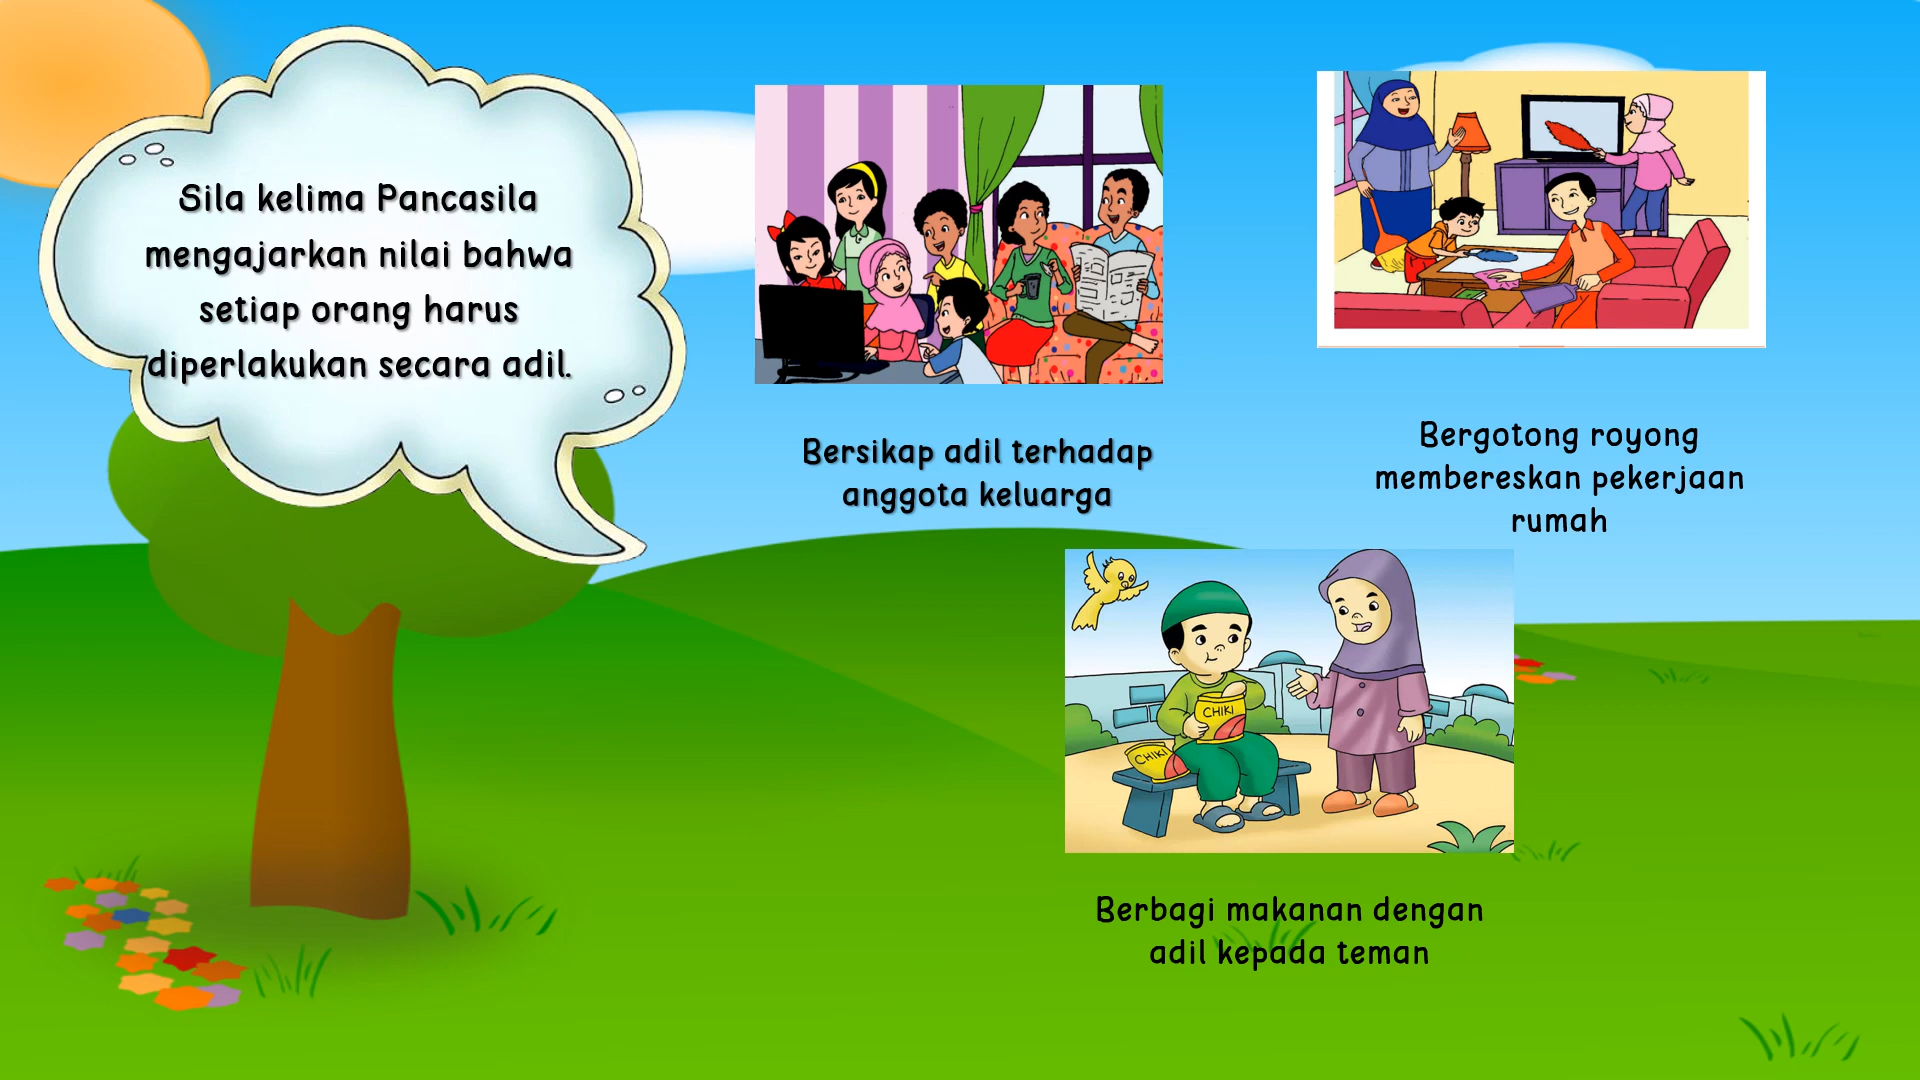 Sila kelima Pancasila
mengajarkan nilai bahwa
setiap orang harus
diperlakukan secara adil.
Bersikap adil terhadap
anggota keluarga
Bergotong royong
membereskan pekerjaan
rumah
CHIKI
CHIKI
Berbagi makanan dengan
adil kepada teman